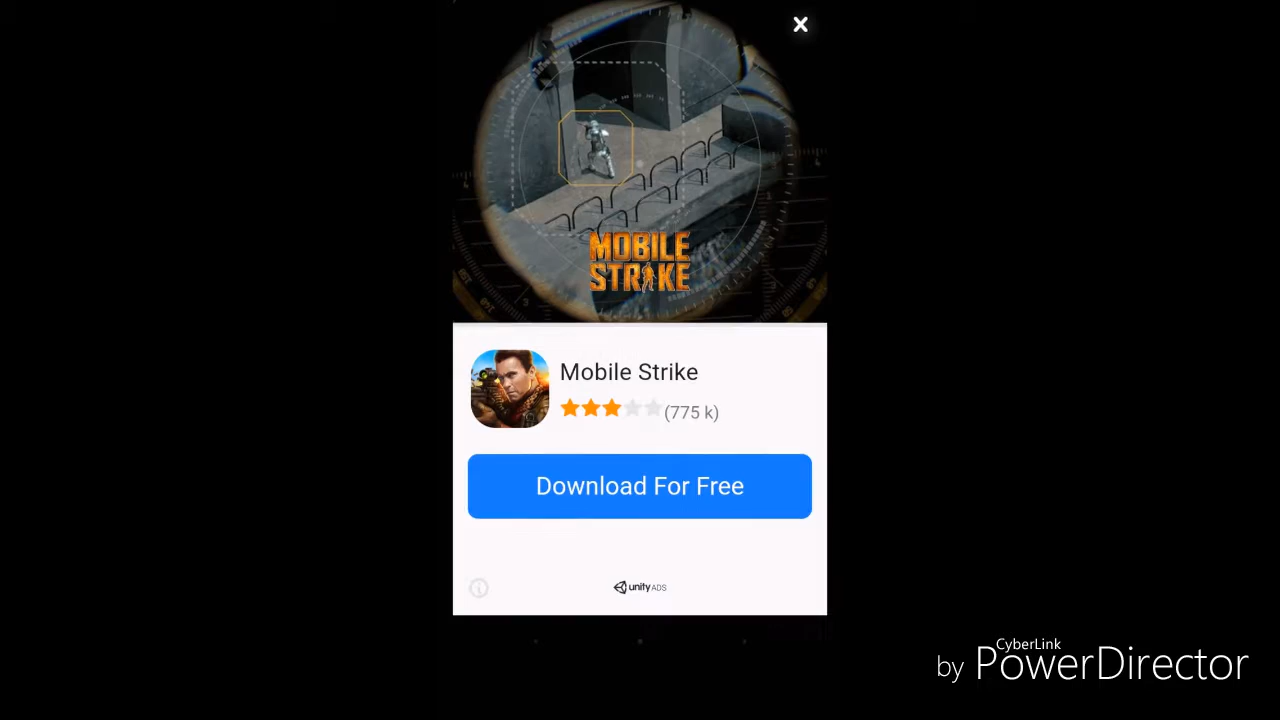 X
MOBILE
STRIKE
Mobile Strike
(775 k)
Download For Free
unity ADS
CyberLink
by PowerDirector